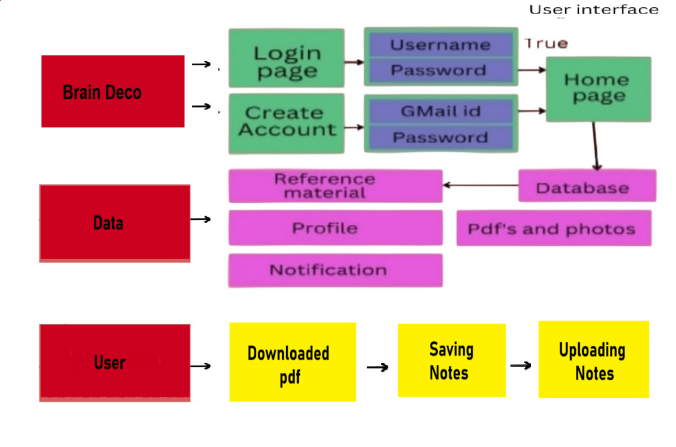 User interface
Brain Deco
Login
page
Username
Password
True
Home
page
Create
Account
GMail id
Password
Data
Reference
material
Database
Profile
Pdf's and photos
Notification
User
Downloaded
pdf
Saving
Notes
Uploading
Notes